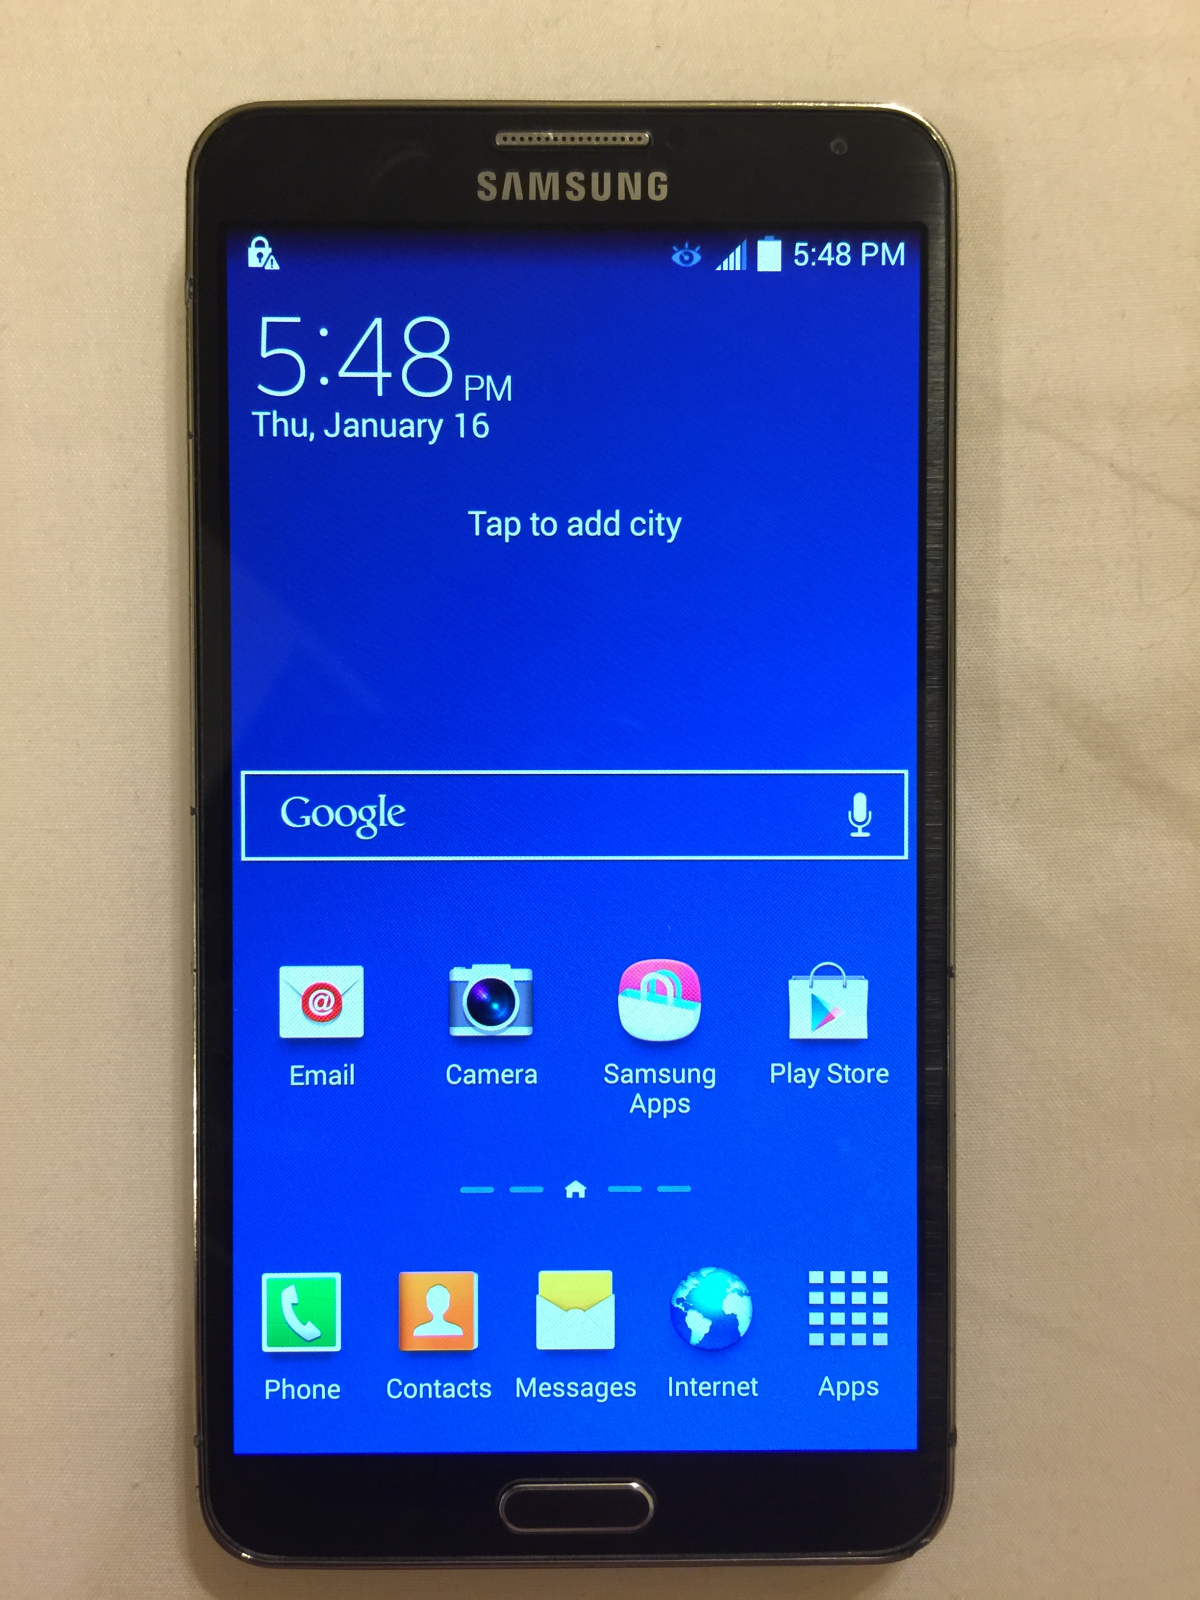 SAMSUNG
5:48 PM
5:48 PM
Thu, January 16
Tap to add city
Google
@
Email
Camera
Samsung
Apps
Play Store
Phone
Contacts
Messages
Internet
Apps